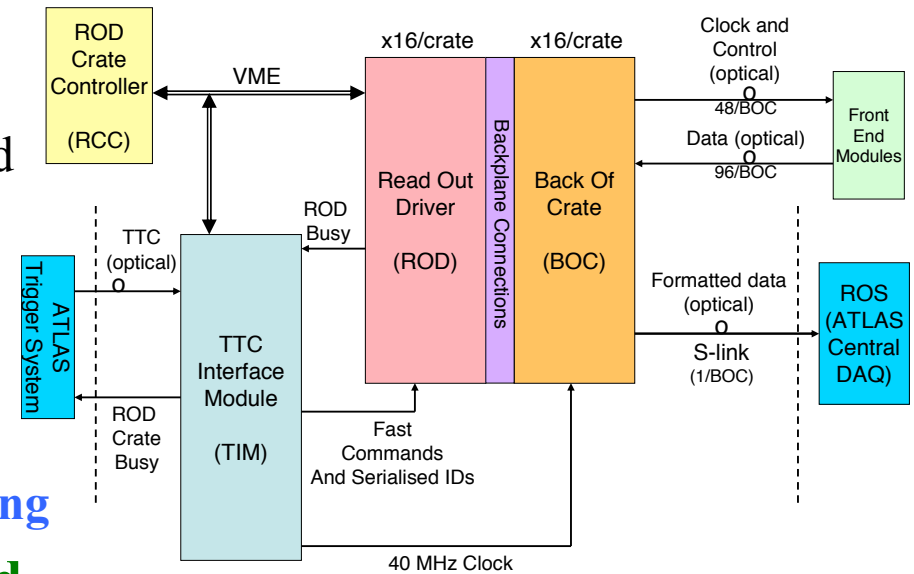 ROD
Crate
Controller
(RCC)
VME
x16/crate
x16/crate
Read Out
Driver
(ROD)
Backplane Connections
Back Of
Crate
(BOC)
Clock and
Control
(optical)
48/BOC
Data (optical)
96/BOC
Front
End
Modules
ROD
Busy
TTC
(optical)
ATLAS
Trigger System
ROD
Crate
Busy
TTC
Interface
Module
(TIM)
Formatted data
(optical)
S-link
(1/BOC)
ROS
(ATLAS
Central
DAQ)
Fast
Commands
And Serialised IDs
40 MHz Clock
d
ng